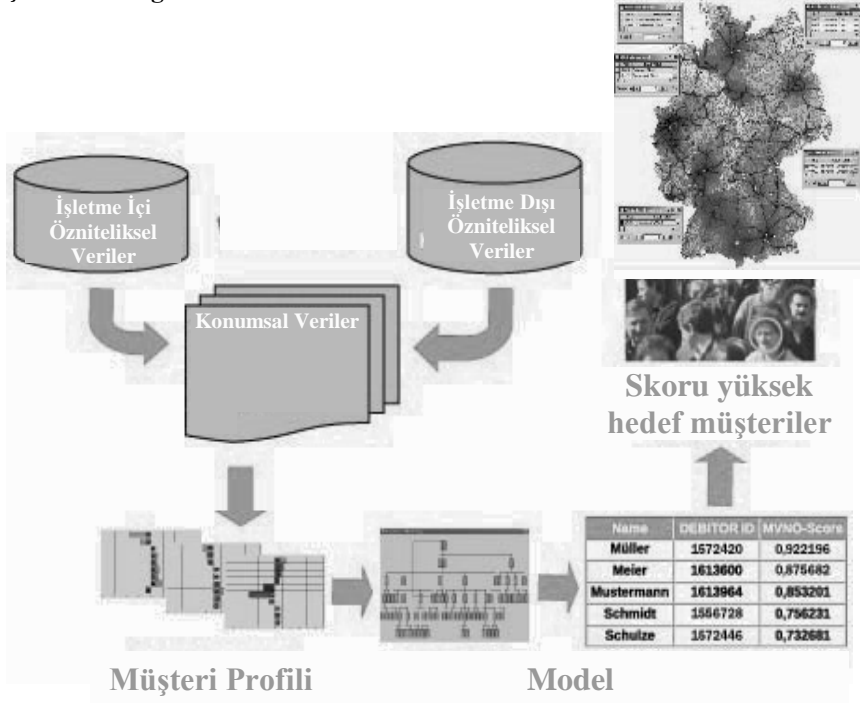 İşletme İçi
Özniteliksel
Veriler
İşletme Dışı
Özniteliksel
Veriler
Konumsal Veriler
Skoru yüksek
hedef müşteriler
Name DEBITOR ID MVNO-Score
Müller 1572420 0,922196
Meier 1613600 0,875682
Mustermann 1613964 0,853201
Schmidt 1556728 0,756231
Schulze 1672446 0,732681
Müşteri Profili
Model